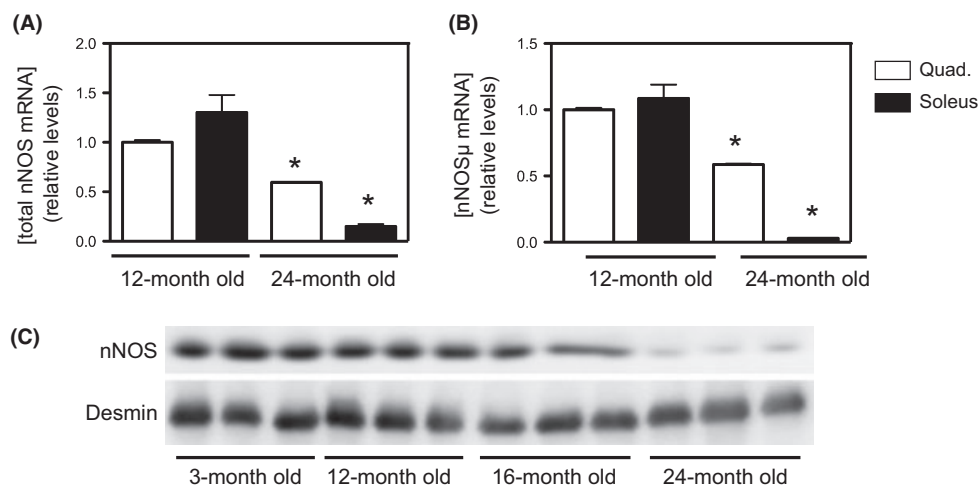 (A)
[total nNOS mRNA]
(relative levels)
2.0
1.5
1.0
0.5
0.0
*
*
12-month old
24-month old
(B)
[nNOSμ mRNA]
(relative levels)
1.5
1.0
0.5
0.0
*
*
12-month old
24-month old
Quad.
Soleus
(C)
nNOS
Desmin
3-month old
12-month old
16-month old
24-month old